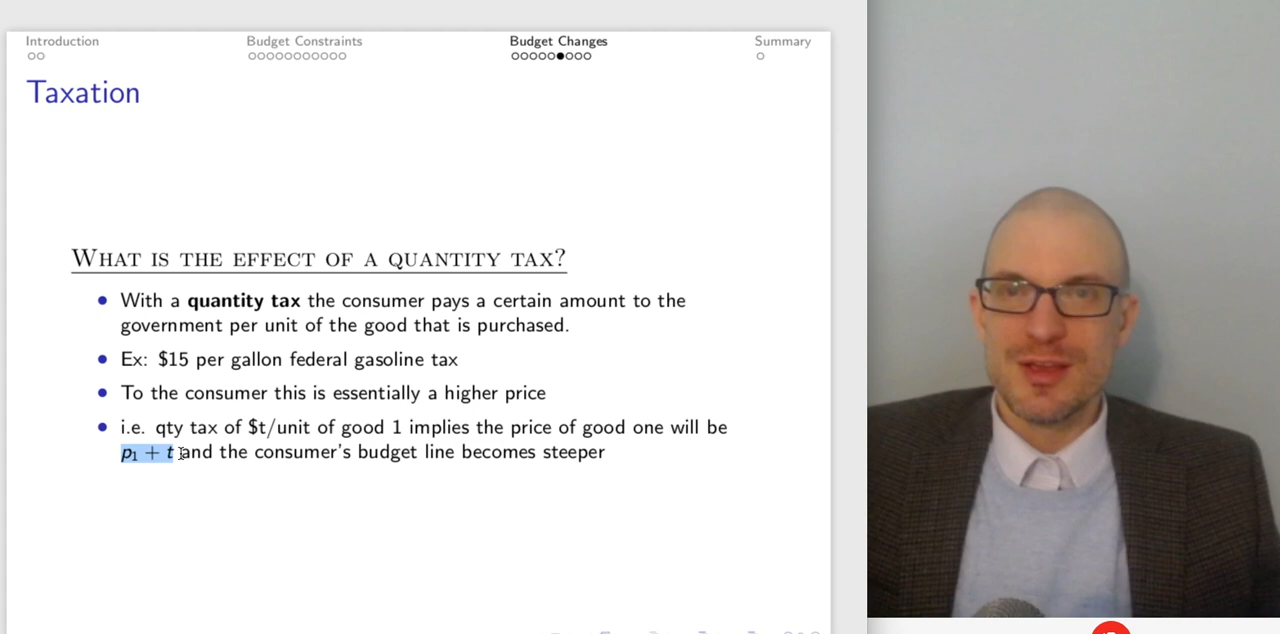 Introduction Budget Constraints Budget Changes Summary
Taxation
WHAT IS THE EFFECT OF A QUANTITY TAX?
With a quantity tax the consumer pays a certain amount to the
government per unit of the good that is purchased.
Ex: $15 per gallon federal gasoline tax
To the consumer this is essentially a higher price
i.e. qty tax of $t/unit of good 1 implies the price of good one will be
p₁ + t and the consumer's budget line becomes steeper